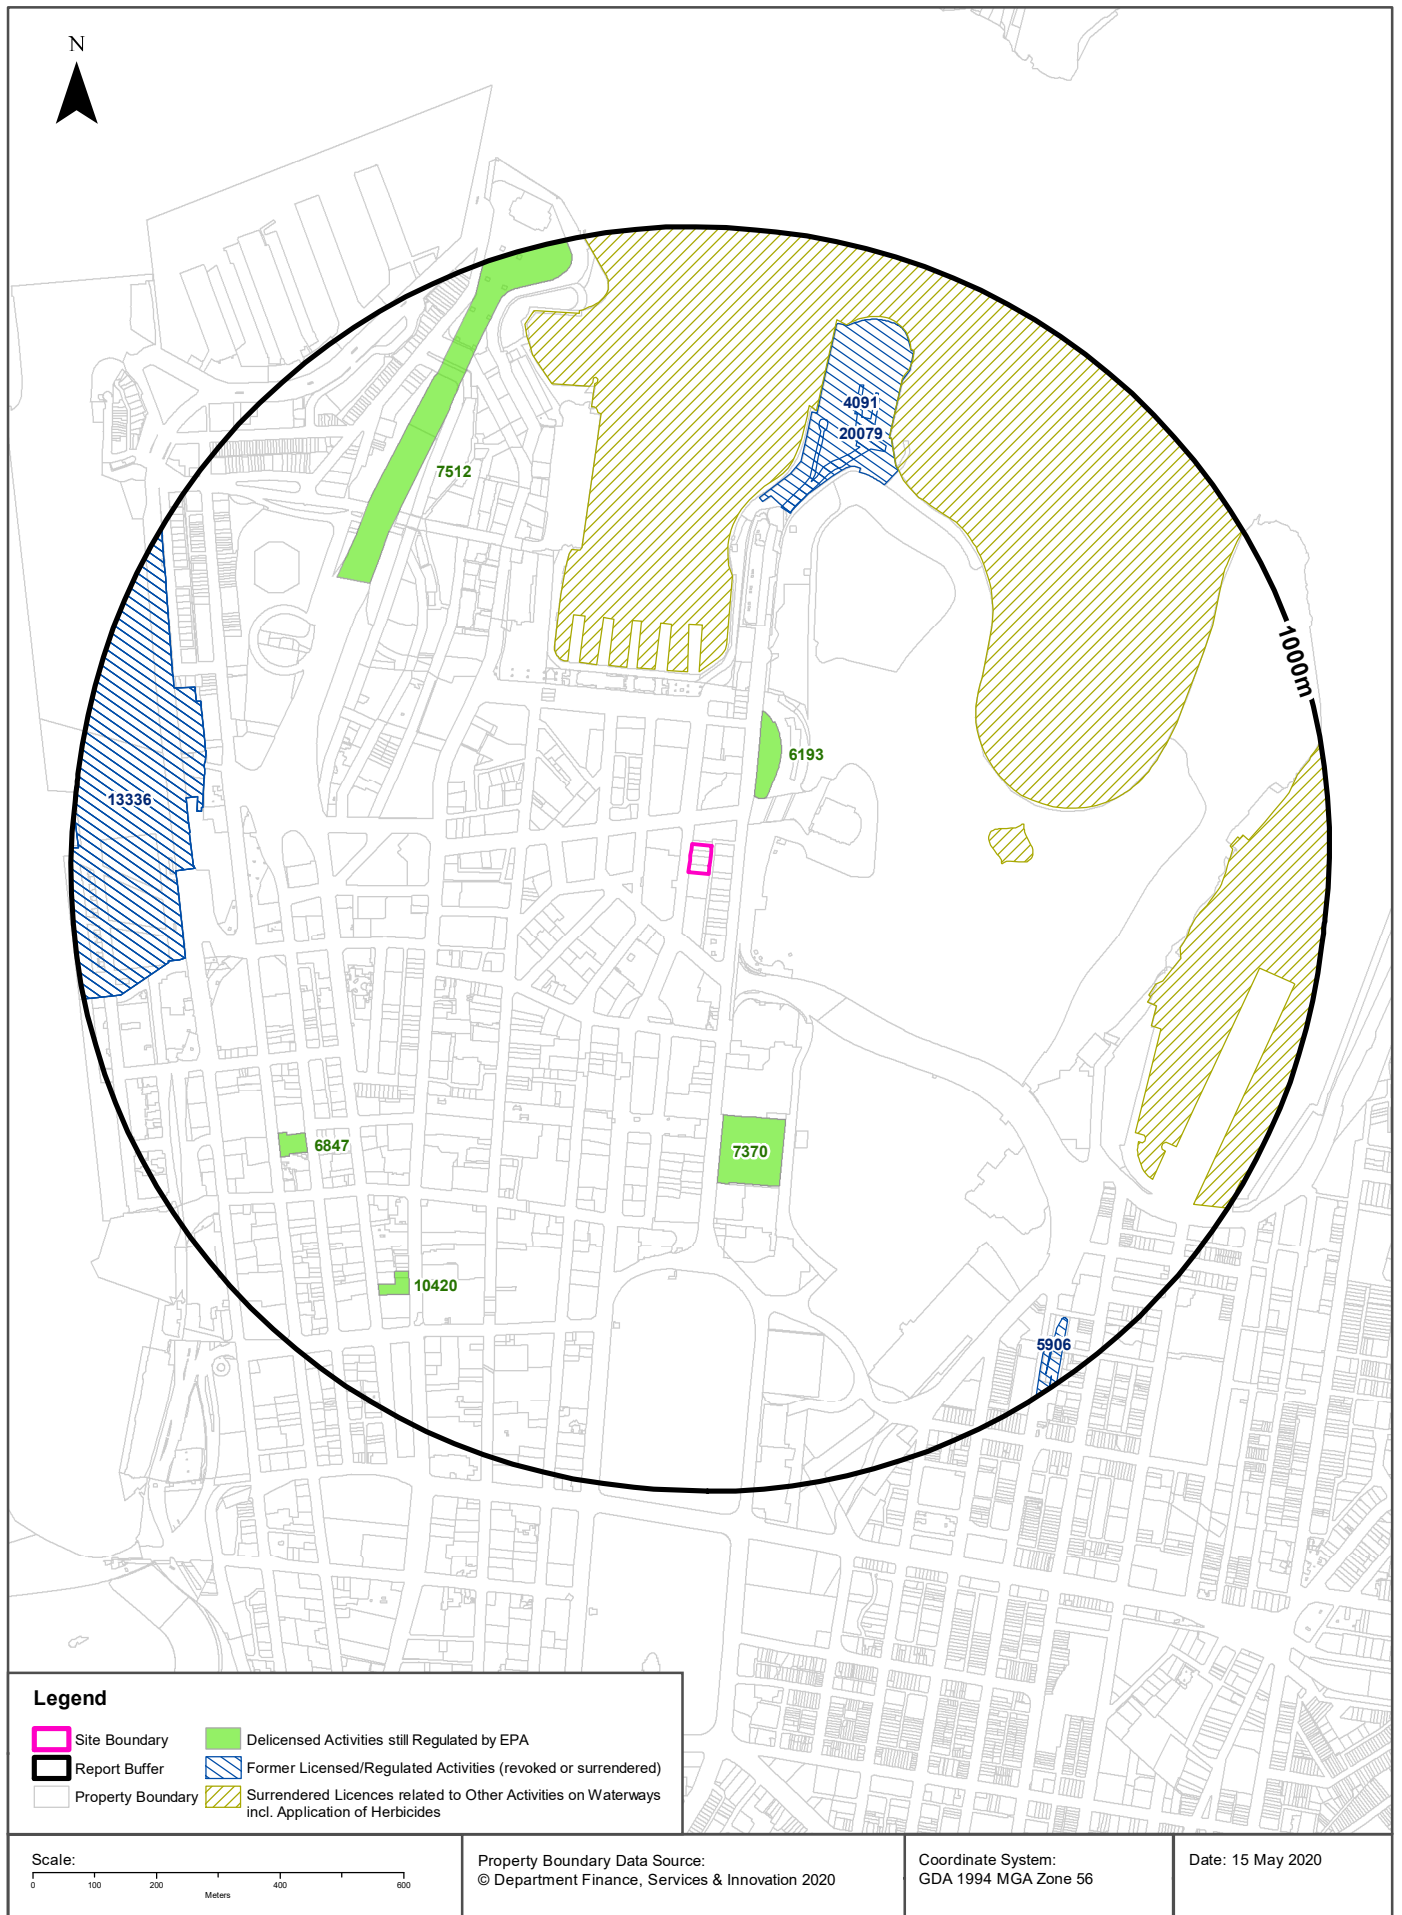 N
7512
4091
20079
1000m
6193
13336
6847
7370
10420
5906
Legend
Site Boundary
Report Buffer
Property Boundary
Delicensed Activities still Regulated by EPA
Former Licensed/Regulated Activities (revoked or surrendered)
Surrendered Licences related to Other Activities on Waterways
incl. Application of Herbicides
Scale:
0 100 200 400 600
Meters
Property Boundary Data Source:
© Department Finance, Services & Innovation 2020
Coordinate System:
GDA 1994 MGA Zone 56
Date: 15 May 2020